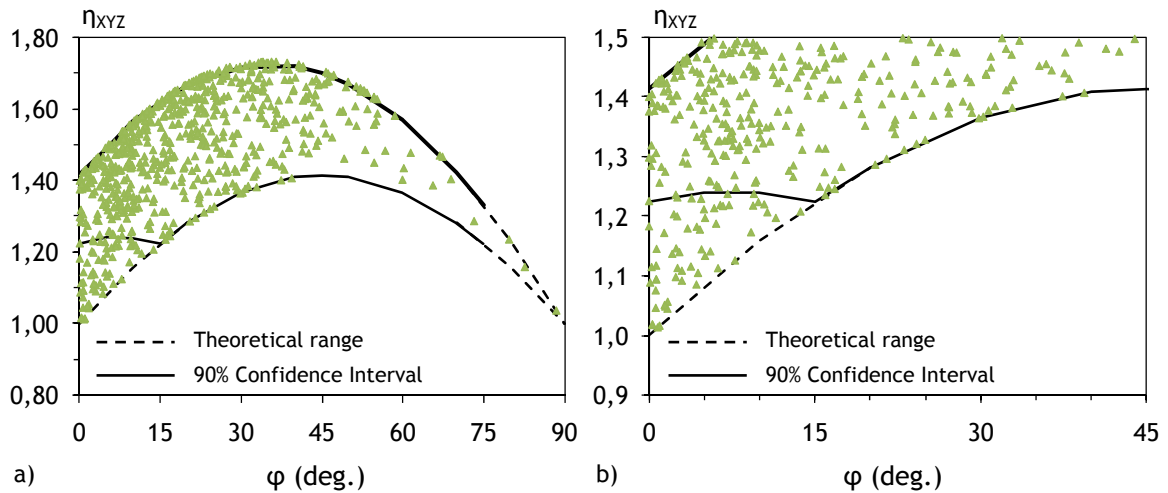 ηXYZ
1,80
1,60
1,40
1,20
1,00
0,80
Theoretical range
90% Confidence Interval
0 15 30 45 60 75 90
a) φ (deg.)
ηXYZ
1,5
1,4
1,3
1,2
1,1
1,0
0,9
Theoretical range
90% Confidence Interval
0 15 30 45
b) φ (deg.)